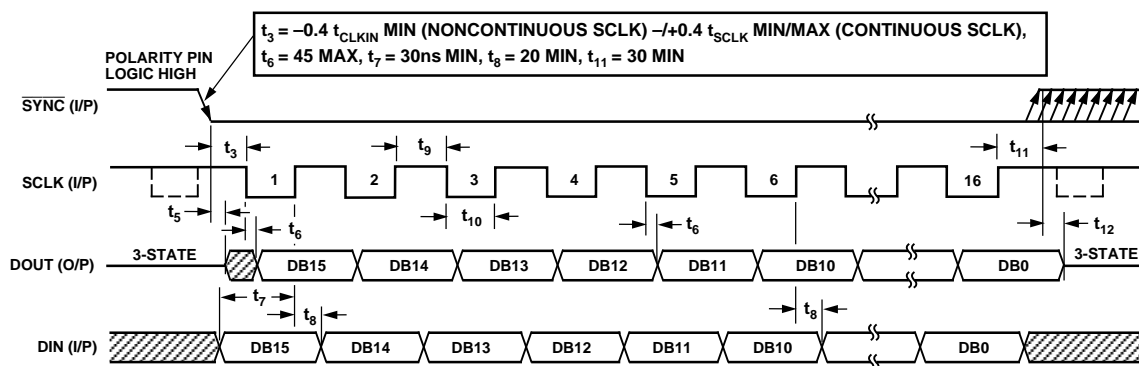 t3 = –0.4 tCLKIN MIN (NONCONTINUOUS SCLK) –/+0.4 tSCLK MIN/MAX (CONTINUOUS SCLK),
t6 = 45 MAX, t7 = 30ns MIN, t8 = 20 MIN, t11 = 30 MIN
POLARITY PIN
LOGIC HIGH
SYNC (I/P)
t3 t9 t11
SCLK (I/P) 1 2 3 4 5 6 16
t5 t10 t12
t6 t6
3-STATE 3-STATE
DOUT (O/P) DB15 DB14 DB13 DB12 DB11 DB10 DB0
t7 t8 t8
DIN (I/P) DB15 DB14 DB13 DB12 DB11 DB10 DB0